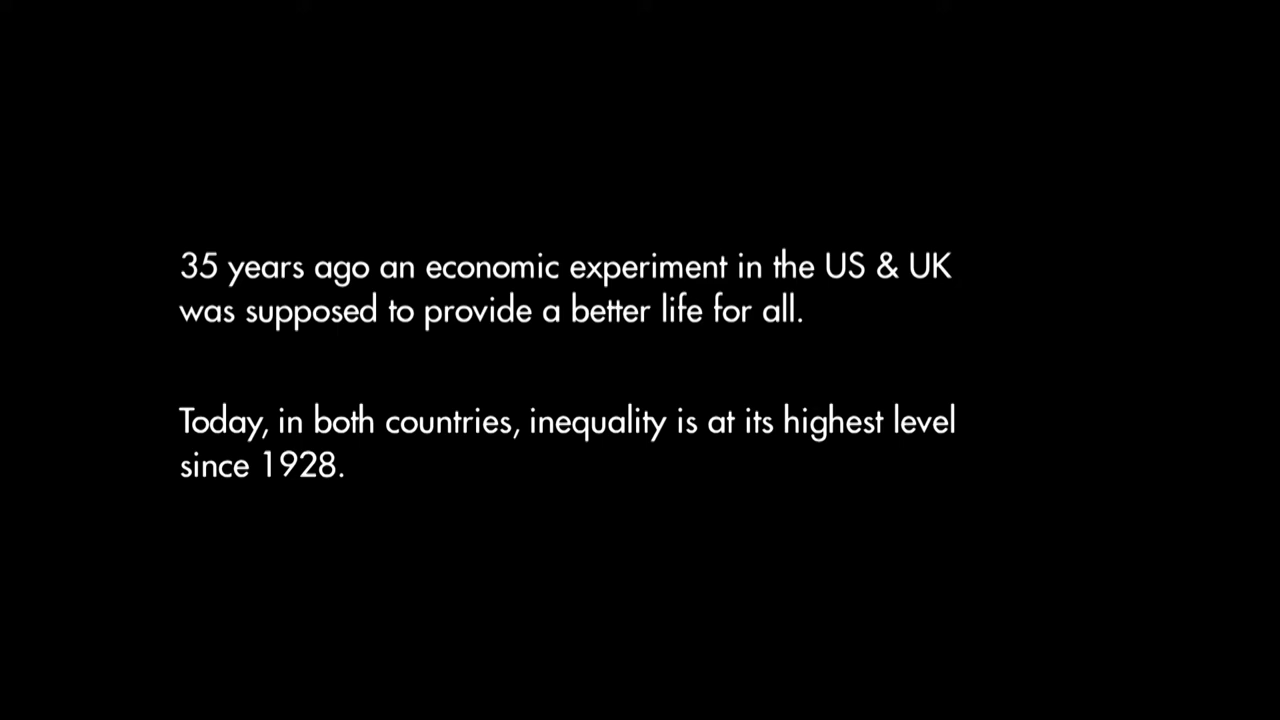 35 years ago an economic experiment in the US & UK
was supposed to provide a better life for all.
Today, in both countries, inequality is at its highest level
since 1928.